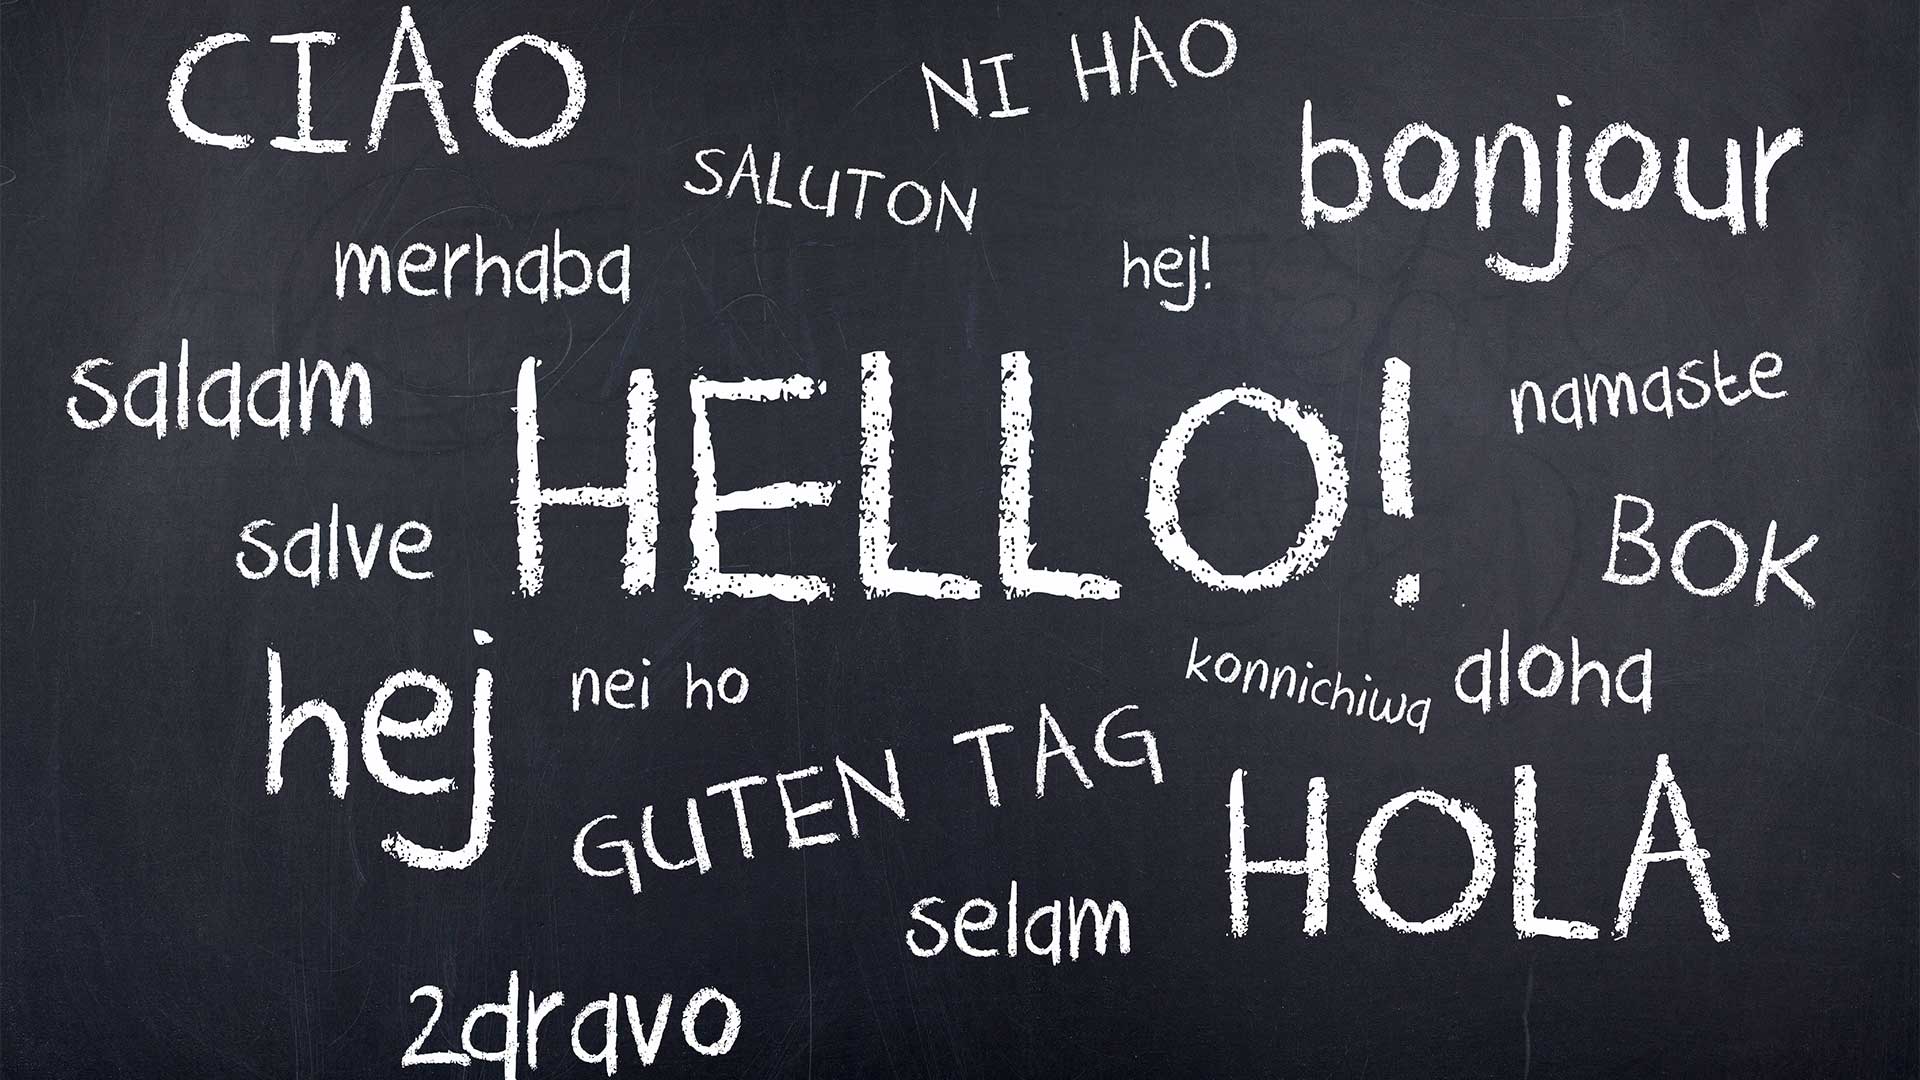 CIAO
NI HAO
bonjour
SALUTON
merhaba
hej!
salaam
HELLO!
namaste
salve
BOK
hej
nei ho
konnichiwa
aloha
GUTEN TAG
HOLA
selam
zdravo